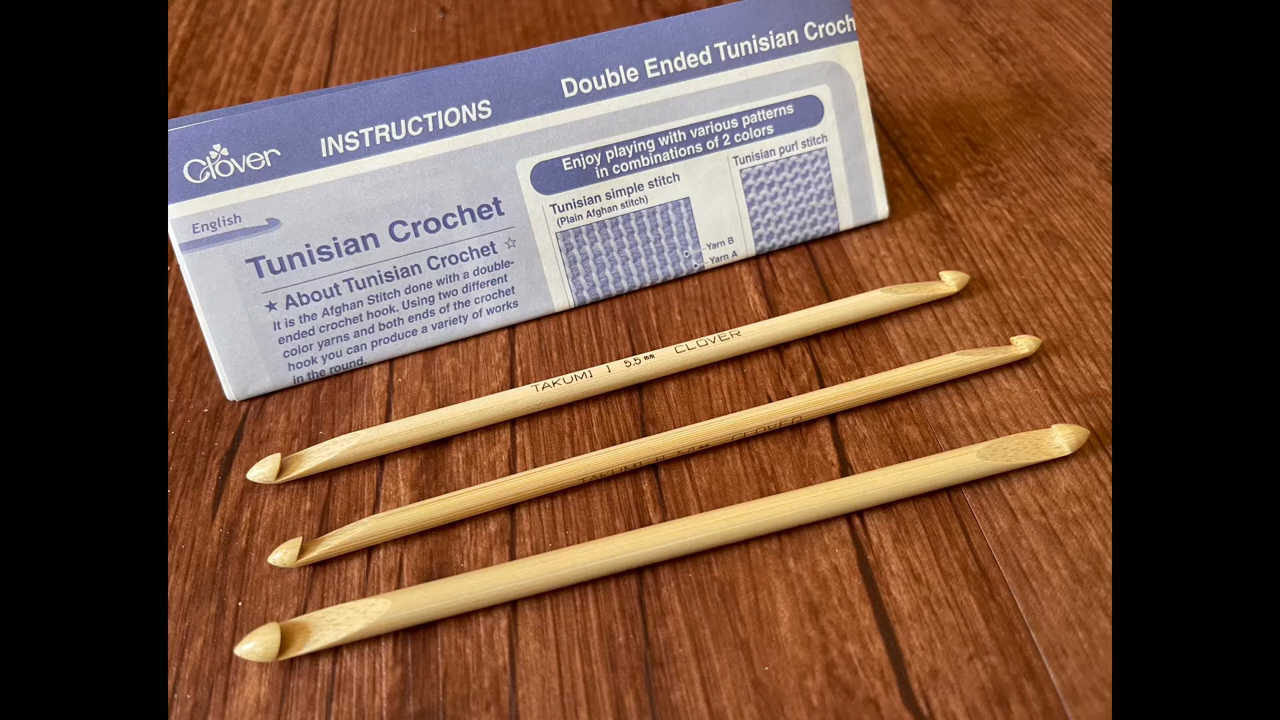 INSTRUCTIONS
Double Ended Tunisian Croch
Clover
English
Tunisian Crochet
★ About Tunisian Crochet ☆
It is the Afghan Stitch done with a double-
ended crochet hook. Using two different
color yarns and both ends of the crochet
hook you can produce a variety of works
in the round.
Enjoy playing with various patterns
in combinations of 2 colors
Tunisian simple stitch
(Plain Afghan stitch)
Yarn B
Yarn A
Tunisian purl stitch
TAKUMI I 5.5mm CLOVER
TAKUMI CLOVER